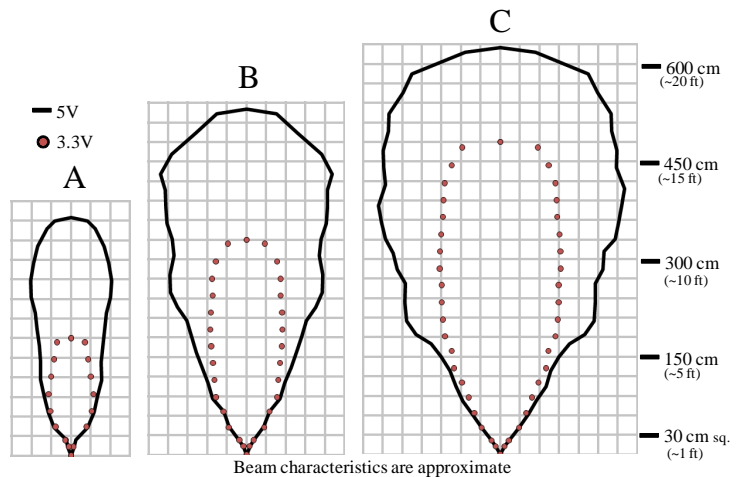 C
B
A
5V
3.3V
600 cm
(~20 ft)
450 cm
(~15 ft)
300 cm
(~10 ft)
150 cm
(~5 ft)
30 cm sq.
(~1 ft)
Beam characteristics are approximate